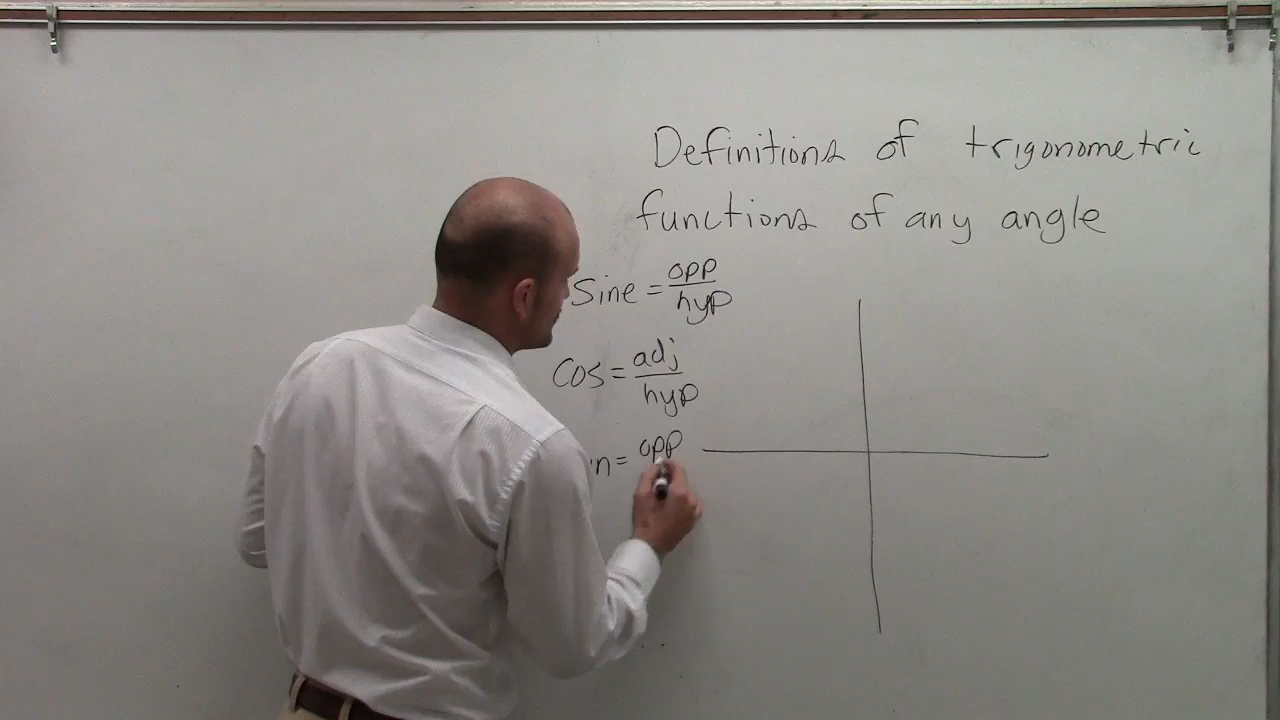 Definitions of trigonometric
functions of any angle
Sine = opp/hyp
Cos = adj/hyp
n = opp